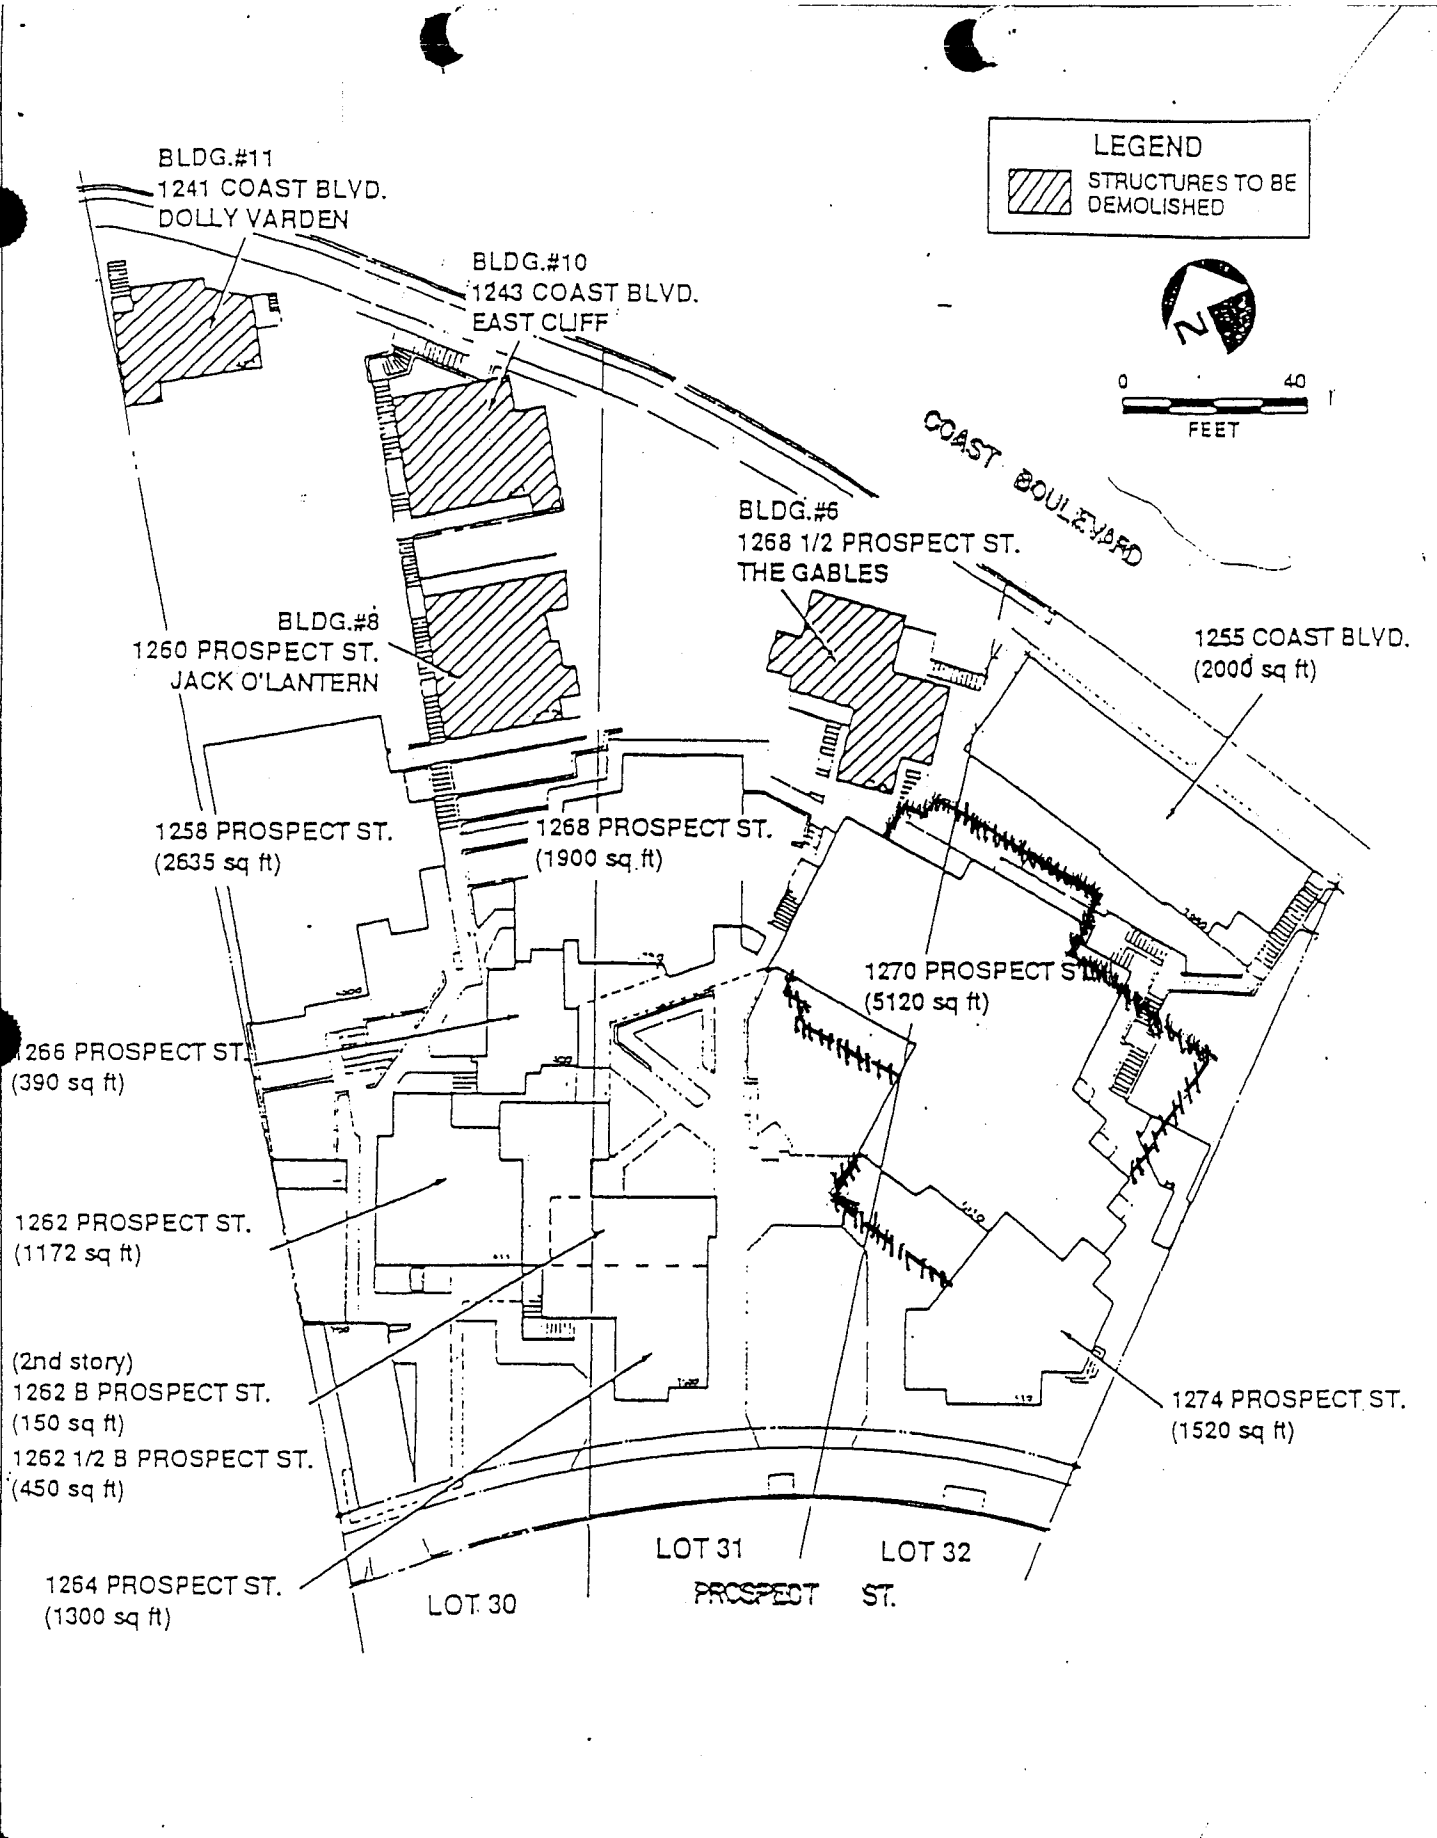 LEGEND
STRUCTURES TO BE
DEMOLISHED
BLDG.#11
1241 COAST BLVD.
DOLLY VARDEN
BLDG.#10
1243 COAST BLVD.
EAST CLIFF
N
0 40
FEET
COAST BOULEVARD
BLDG.#6
1268 1/2 PROSPECT ST.
THE GABLES
BLDG.#8
1260 PROSPECT ST.
JACK O'LANTERN
1255 COAST BLVD.
(2000 sq ft)
1258 PROSPECT ST.
(2635 sq ft)
1268 PROSPECT ST.
(1900 sq ft)
1270 PROSPECT ST.
(5120 sq ft)
1266 PROSPECT ST.
(390 sq ft)
1262 PROSPECT ST.
(1172 sq ft)
(2nd story)
1262 B PROSPECT ST.
(150 sq ft)
1262 1/2 B PROSPECT ST.
(450 sq ft)
1274 PROSPECT ST.
(1520 sq ft)
1264 PROSPECT ST.
(1300 sq ft)
LOT 30
LOT 31
LOT 32
PROSPECT ST.